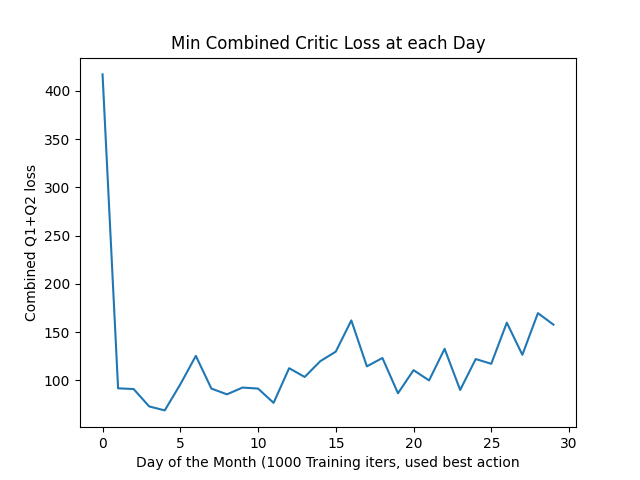 Min Combined Critic Loss at each Day
Combined Q1+Q2 loss
400
350
300
250
200
150
100
0 5 10 15 20 25 30
Day of the Month (1000 Training iters, used best action